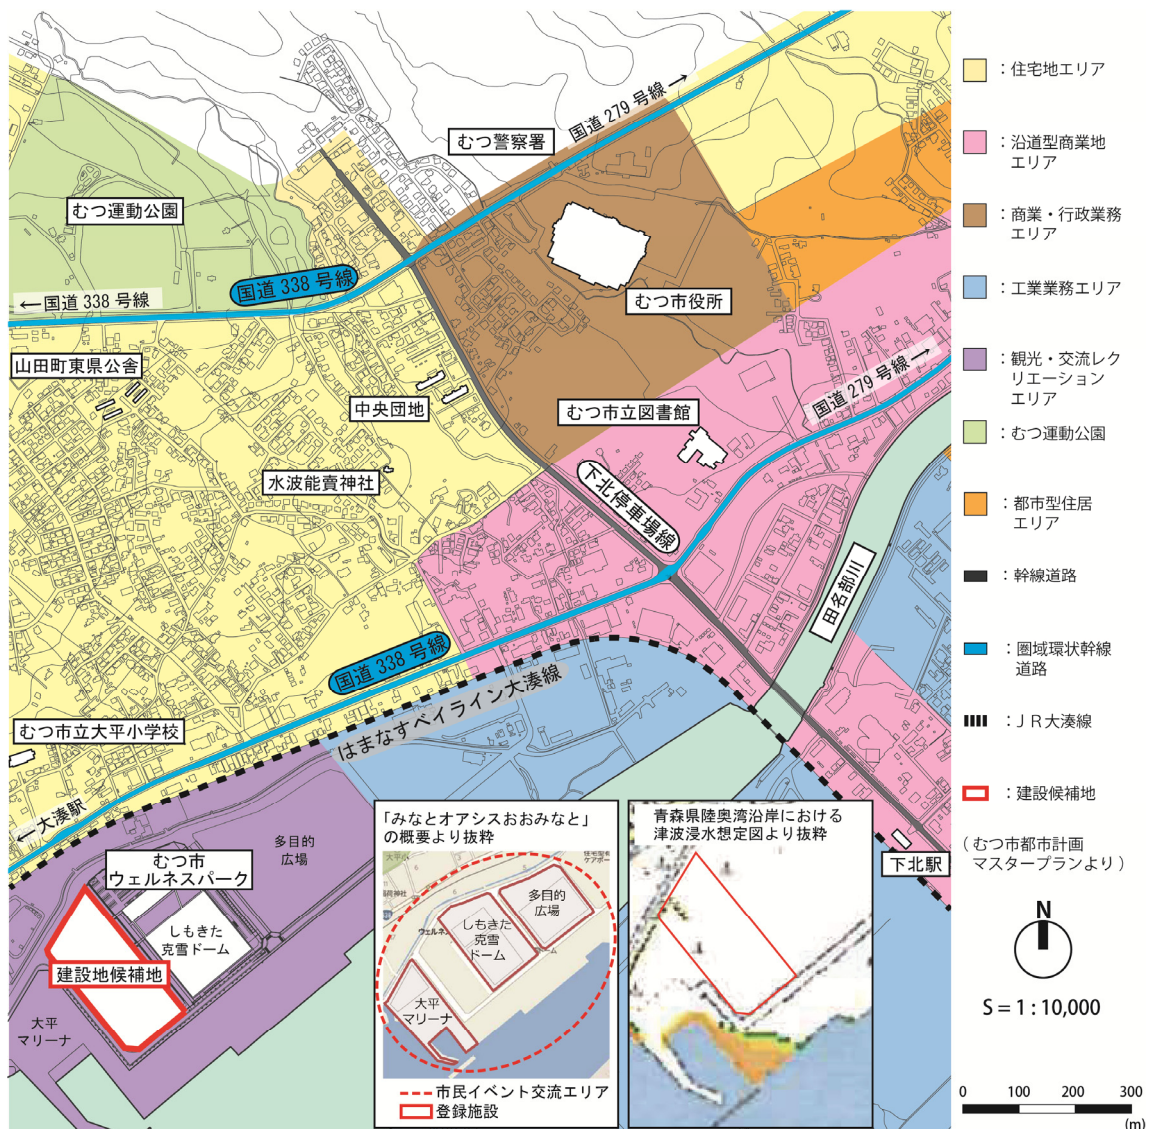 国道 279 号線 →
むつ警察署
むつ運動公園
国道 338 号線
← 国道 338 号線
むつ市役所
山田町東県公舎
中央団地
むつ市立図書館
国道 279 号線 →
水波能賣神社
下北停車場線
田名部川
国道 338 号線
はまなすベイライン大湊線
むつ市立大平小学校
← 大湊駅
多目的
広場
むつ市
ウェルネスパーク
しもきた
克雪ドーム
建設地候補地
大平
マリーナ
下北駅
「みなとオアシスおおみなと」
の概要より抜粋
多目的
広場
しもきた
克雪
ドーム
大平
マリーナ
市民イベント交流エリア
登録施設
青森県陸奥湾沿岸における
津波浸水想定図より抜粋
：住宅地エリア
：沿道型商業地
エリア
：商業・行政業務
エリア
：工業業務エリア
：観光・交流レク
リエーション
エリア
：むつ運動公園
：都市型住居
エリア
：幹線道路
：圏域環状幹線
道路
：ＪＲ大湊線
：建設候補地
（むつ市都市計画
マスタープランより）
N
S = 1 : 10,000
0 100 200 300
(m)